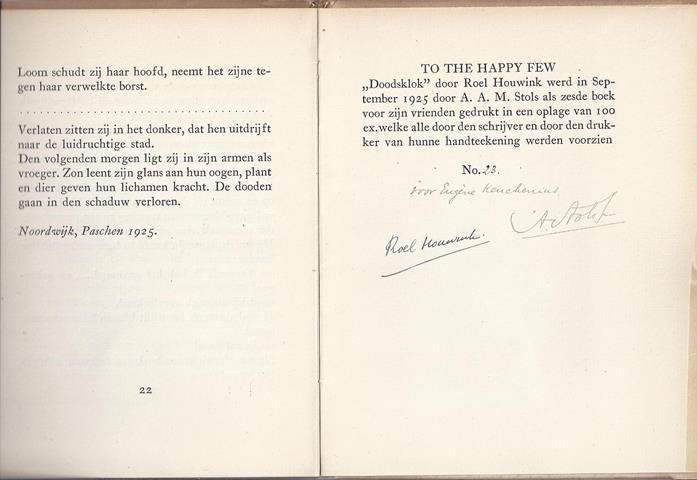 Loom schudt zij haar hoofd, neemt het zijne te-
gen haar verwelkte borst.
. . . . . . . . . . . . . . . . . . . . . . . . . . . . . .
Verlaten zitten zij in het donker, dat hen uitdrijft
naar de luidruchtige stad.
Den volgenden morgen ligt zij in zijn armen als
vroeger. Zon leent zijn glans aan hun oogen, plant
en dier geven hun lichamen kracht. De dooden
gaan in den schaduw verloren.
Noordwijk, Paschen 1925.
22
TO THE HAPPY FEW
„Doodsklok” door Roel Houwink werd in Sep-
tember 1925 door A. A. M. Stols als zesde boek
voor zijn vrienden gedrukt in een oplage van 100
ex,welke alle door den schrijver en door den druk-
ker van hunne handteekening werden voorzien
No. 23.
voor Eugène Keuchenius.
A. Stols
Roel Houwink.